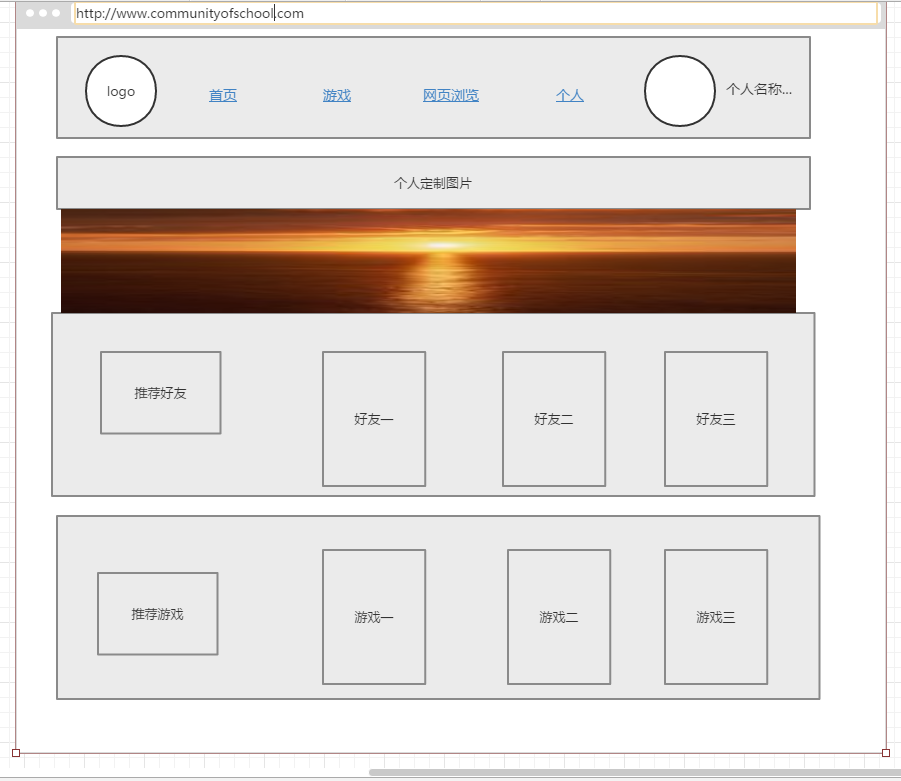 http://www.communityofschool.com
logo
首页
游戏
网页浏览
个人
个人名称...
个人定制图片
推荐好友
好友一
好友二
好友三
推荐游戏
游戏一
游戏二
游戏三